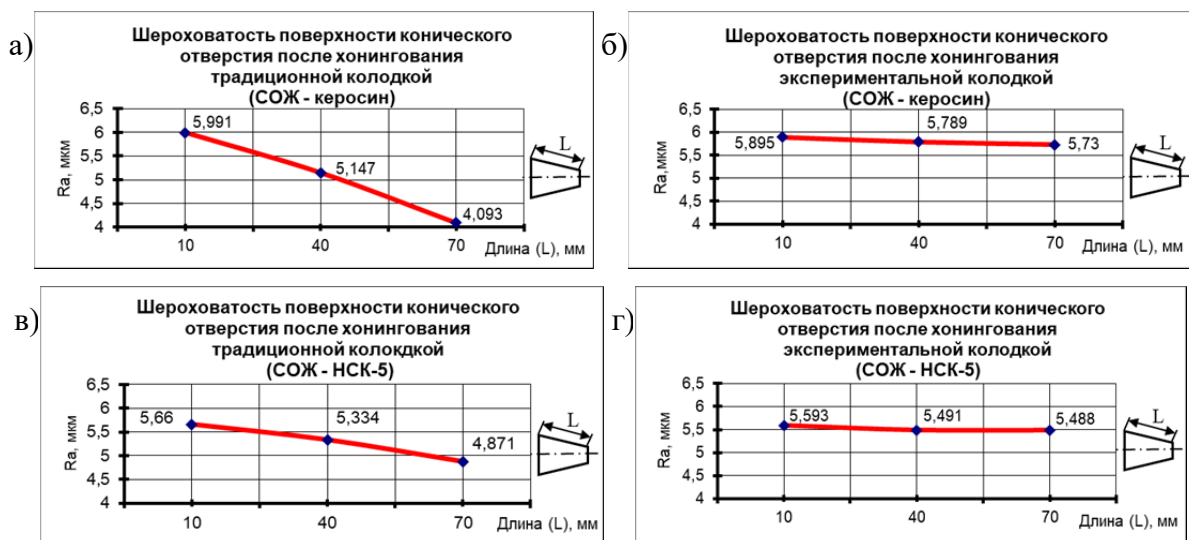 а)
Шероховатость поверхности конического
отверстия после хонингования
традиционной колодкой
(СОЖ - керосин)
Ra, мкм
6,5
6
5,5
5
4,5
4
5,991
5,147
4,093
10
40
70
Длина (L), мм
L
б)
Шероховатость поверхности конического
отверстия после хонингования
экспериментальной колодкой
(СОЖ - керосин)
Ra,мкм
6,5
6
5,5
5
4,5
4
5,895
5,789
5,73
10
40
70
Длина (L), мм
L
в)
Шероховатость поверхности конического
отверстия после хонингования
традиционной колокдкой
(СОЖ - НСК-5)
Ra, мкм
6,5
6
5,5
5
4,5
4
5,66
5,334
4,871
10
40
70
Длина (L), мм
L
г)
Шероховатость поверхности конического
отверстия после хонингования
экспериментальной колодкой
(СОЖ - НСК-5)
Ra, мкм
6,5
6
5,5
5
4,5
4
5,593
5,491
5,488
10
40
70
Длина (L), мм
L